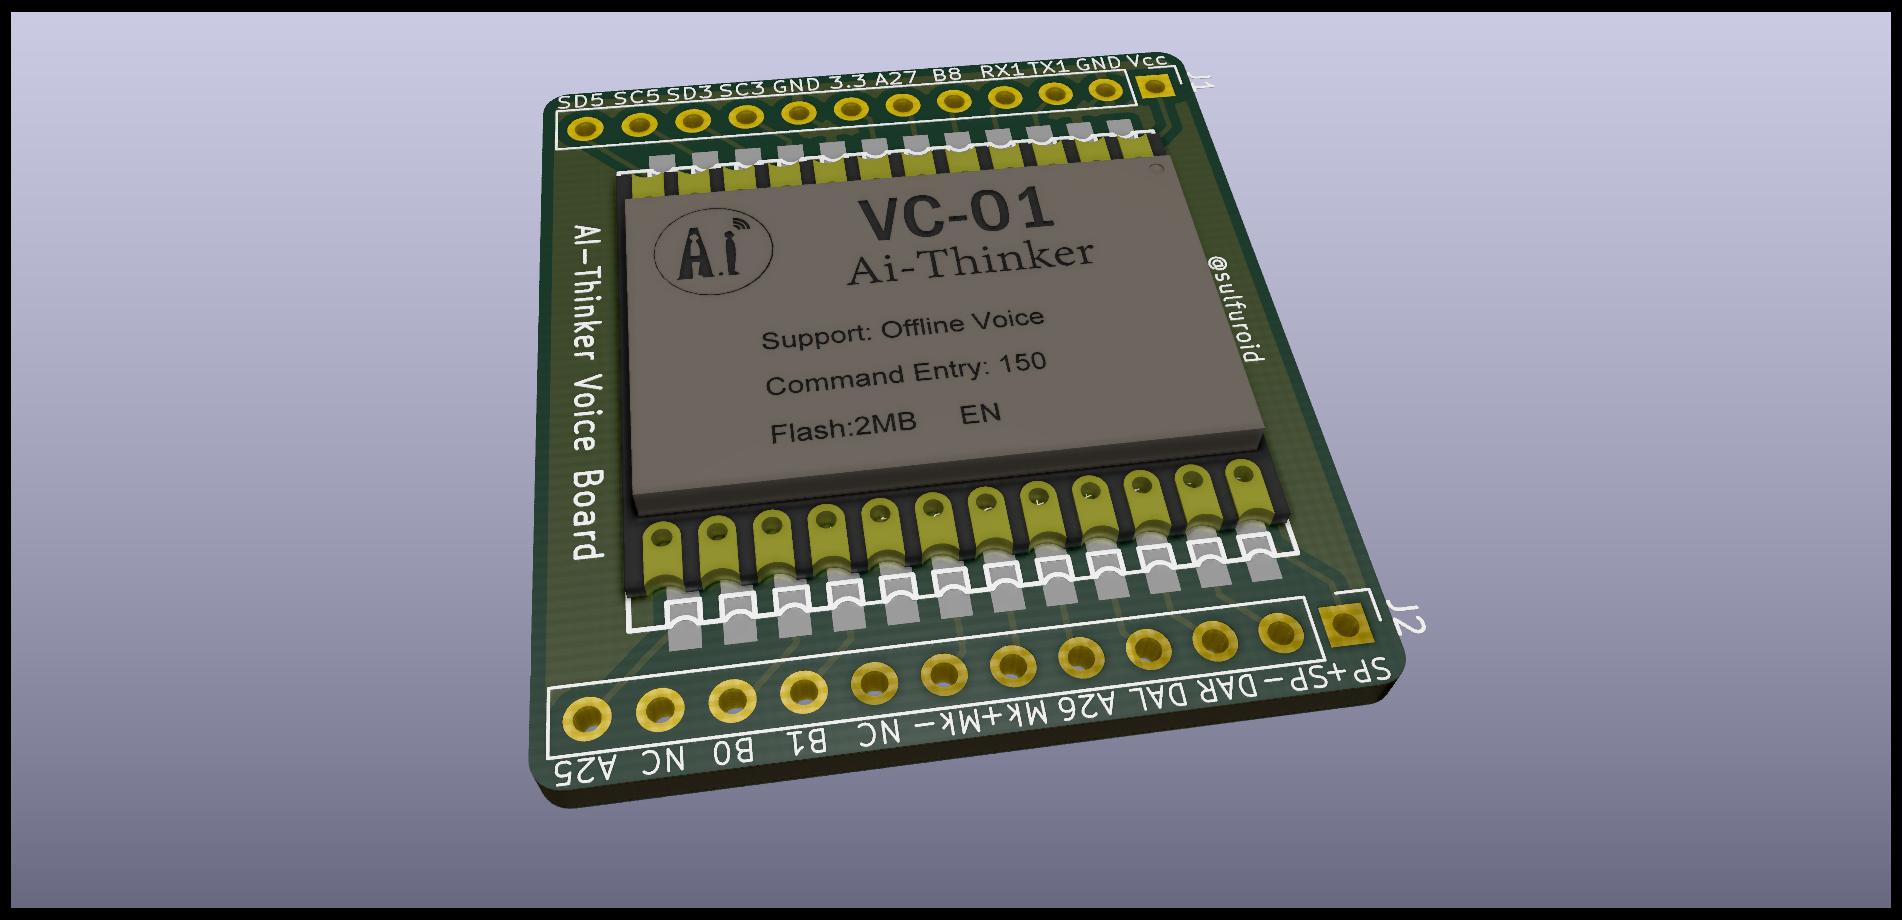 SD5 SC5 SD3 SC3 GND 3.3 A27 B8 RX1 TX1 GND Vcc
J1
A.i
VC-01
Ai-Thinker
Support: Offline Voice
Command Entry: 150
Flash:2MB EN
AI-Thinker Voice Board
@sulfuroid
J2
SP+ SP- DAR DAL A26 Mk+ Mk- NC B1 B0 NC A25